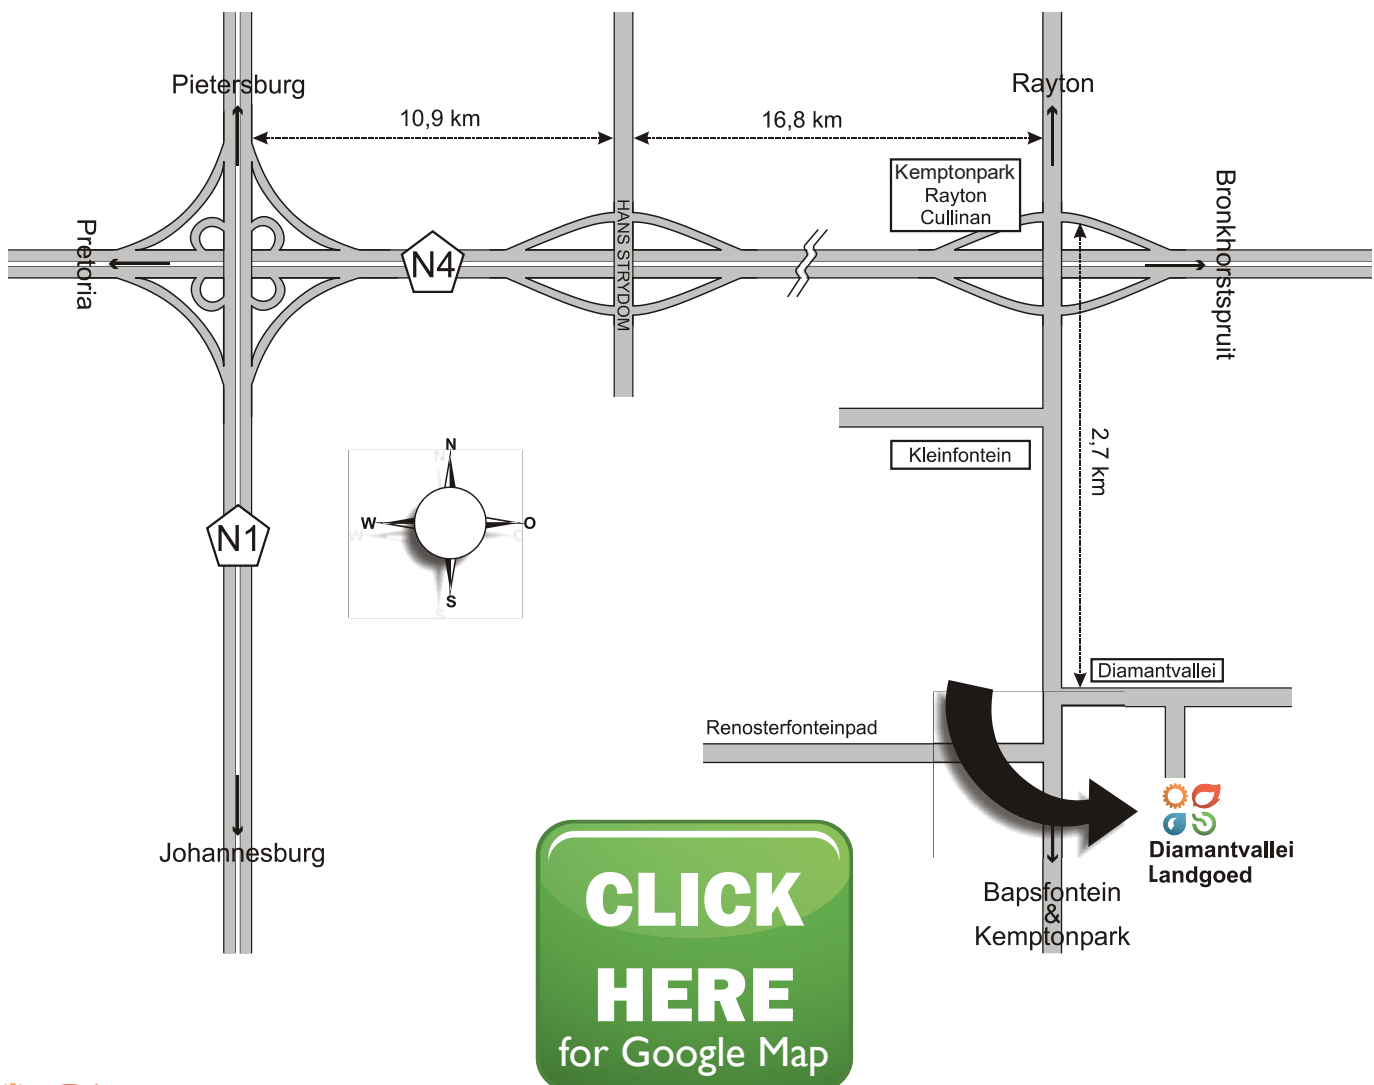 Pietersburg
Rayton
10,9 km
16,8 km
Kemptonpark
Rayton
Cullinan
Pretoria
N4
HANS STRYDOM
Bronkhorstspruit
Kleinfontein
2,7 km
N
W
O
S
N1
Diamantvallei
Renosterfonteinpad
Johannesburg
Diamantvallei
Landgoed
Bapsfontein
&
Kemptonpark
CLICK
HERE
for Google Map